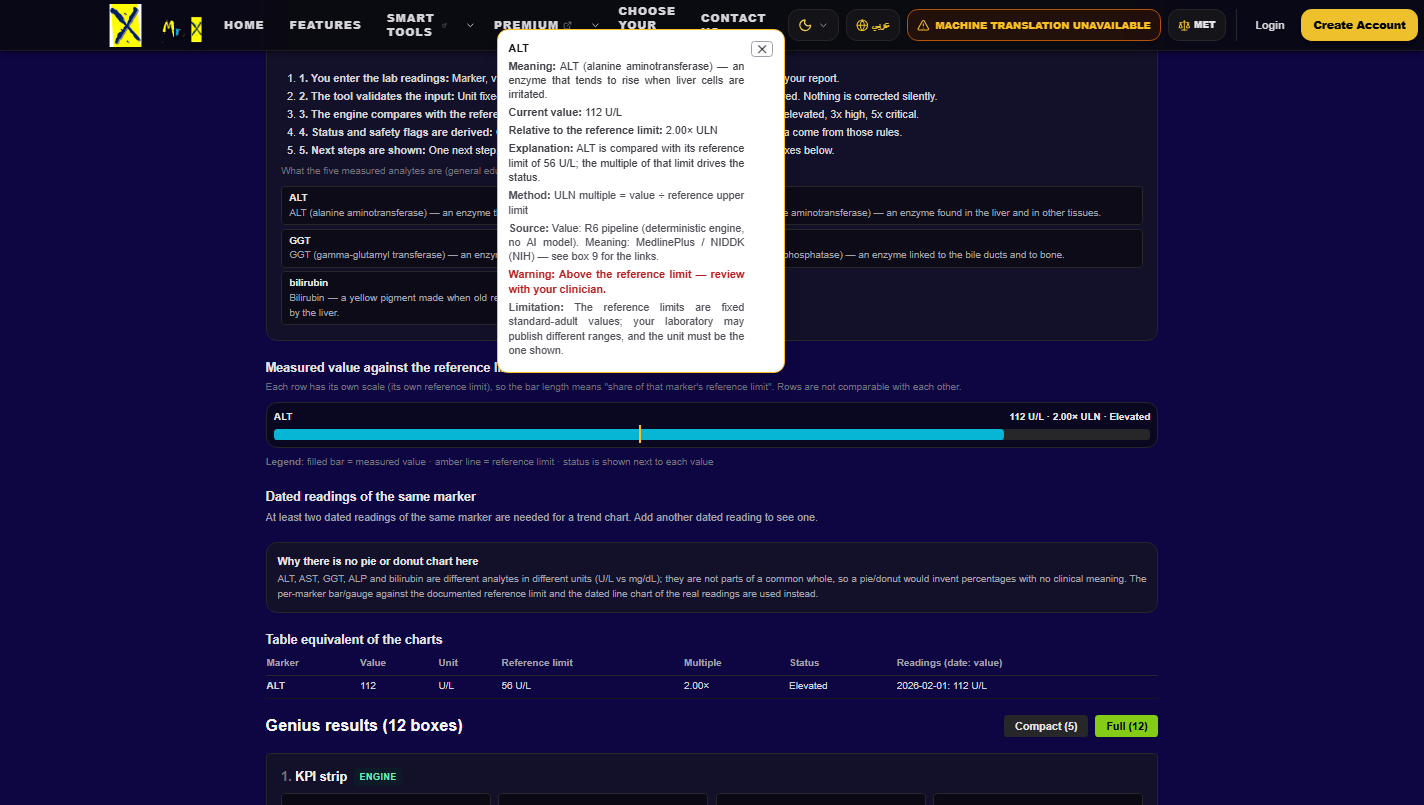 Mr.
HOME
FEATURES
SMART TOOLS
PREMIUM
CHOOSE YOUR
CONTACT
عربي
MACHINE TRANSLATION UNAVAILABLE
MET
Login
Create Account
ALT
Meaning: ALT (alanine aminotransferase) — an
enzyme that tends to rise when liver cells are
irritated.
Current value: 112 U/L
Relative to the reference limit: 2.00× ULN
Explanation: ALT is compared with its reference
limit of 56 U/L; the multiple of that limit drives the
status.
Method: ULN multiple = value ÷ reference upper
limit
Source: Value: R6 pipeline (deterministic engine,
no AI model). Meaning: MedlinePlus / NIDDK
(NIH) — see box 9 for the links.
Warning: Above the reference limit — review
with your clinician.
Limitation: The reference limits are fixed
standard-adult values; your laboratory may
publish different ranges, and the unit must be the
one shown.
1. 1. You enter the lab readings: Marker, your report.
2. 2. The tool validates the input: Unit Nothing is corrected silently.
3. 3. The engine compares with the elevated, 3x high, 5x critical.
4. 4. Status and safety flags are derived: come from those rules.
5. 5. Next steps are shown: One next below.
What the five measured analytes are (general
ALT
ALT (alanine aminotransferase) — an enzyme
aminotransferase) — an enzyme found in the liver and in other tissues.
GGT
GGT (gamma-glutamyl transferase) — an
phosphatase) — an enzyme linked to the bile ducts and to bone.
bilirubin
Bilirubin — a yellow pigment made when old
by the liver.
Measured value against the reference
Each row has its own scale (its own reference limit), so the bar length means "share of that marker's reference limit". Rows are not comparable with each other.
ALT
112 U/L · 2.00× ULN · Elevated
Legend: filled bar = measured value · amber line = reference limit · status is shown next to each value
Dated readings of the same marker
At least two dated readings of the same marker are needed for a trend chart. Add another dated reading to see one.
Why there is no pie or donut chart here
ALT, AST, GGT, ALP and bilirubin are different analytes in different units (U/L vs mg/dL); they are not parts of a common whole, so a pie/donut would invent percentages with no clinical meaning. The
per-marker bar/gauge against the documented reference limit and the dated line chart of the real readings are used instead.
Table equivalent of the charts
Marker Value Unit Reference limit Multiple Status Readings (date: value)
ALT 112 U/L 56 U/L 2.00× Elevated 2026-02-01: 112 U/L
Genius results (12 boxes)
Compact (5)
Full (12)
1. KPI strip ENGINE